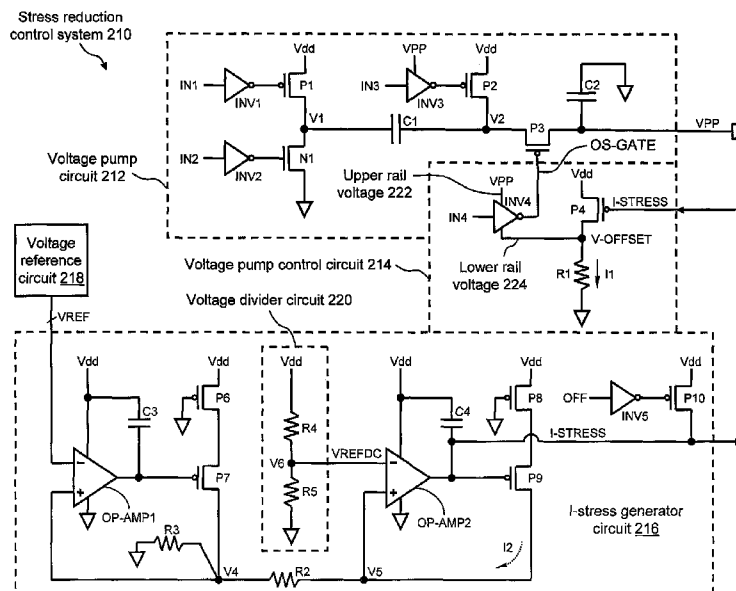 Stress reduction
control system 210
Vdd
VPP
Vdd
IN1
INV1
P1
IN3
INV3
P2
C2
V1
C1
V2
P3
VPP
IN2
INV2
N1
OS-GATE
Voltage pump
circuit 212
Upper rail
voltage 222
VPP
INV4
IN4
Vdd
P4
I-STRESS
V-OFFSET
Voltage
reference
circuit 218
Voltage pump control circuit 214
Lower rail
voltage 224
R1
I1
VREF
Voltage divider circuit 220
Vdd
Vdd
Vdd
Vdd
Vdd
Vdd
C3
P6
R4
C4
P8
OFF
INV5
P10
I-STRESS
V6
VREFDC
P7
R5
P9
OP-AMP1
OP-AMP2
I-stress generator
circuit 216
R3
I2
V4
R2
V5